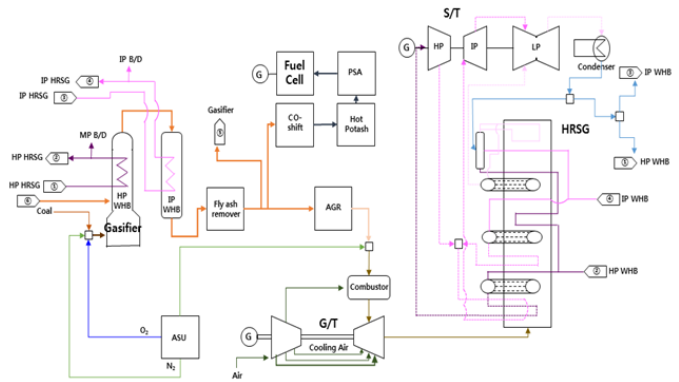 S/T
IP B/D
IP HRSG
④
IP HRSG
③
MP B/D
HP HRSG
②
HP HRSG
①
HP WHB
IP WHB
⑥
Coal
Gasifier
G
Fuel Cell
PSA
Gasifier
CO-shift
Hot Potash
Fly ash remover
AGR
O₂
ASU
N₂
Combustor
G/T
G
Cooling Air
Air
G
HP
IP
LP
Condenser
③
IP WHB
HRSG
HP WHB
④
IP WHB
②
HP WHB